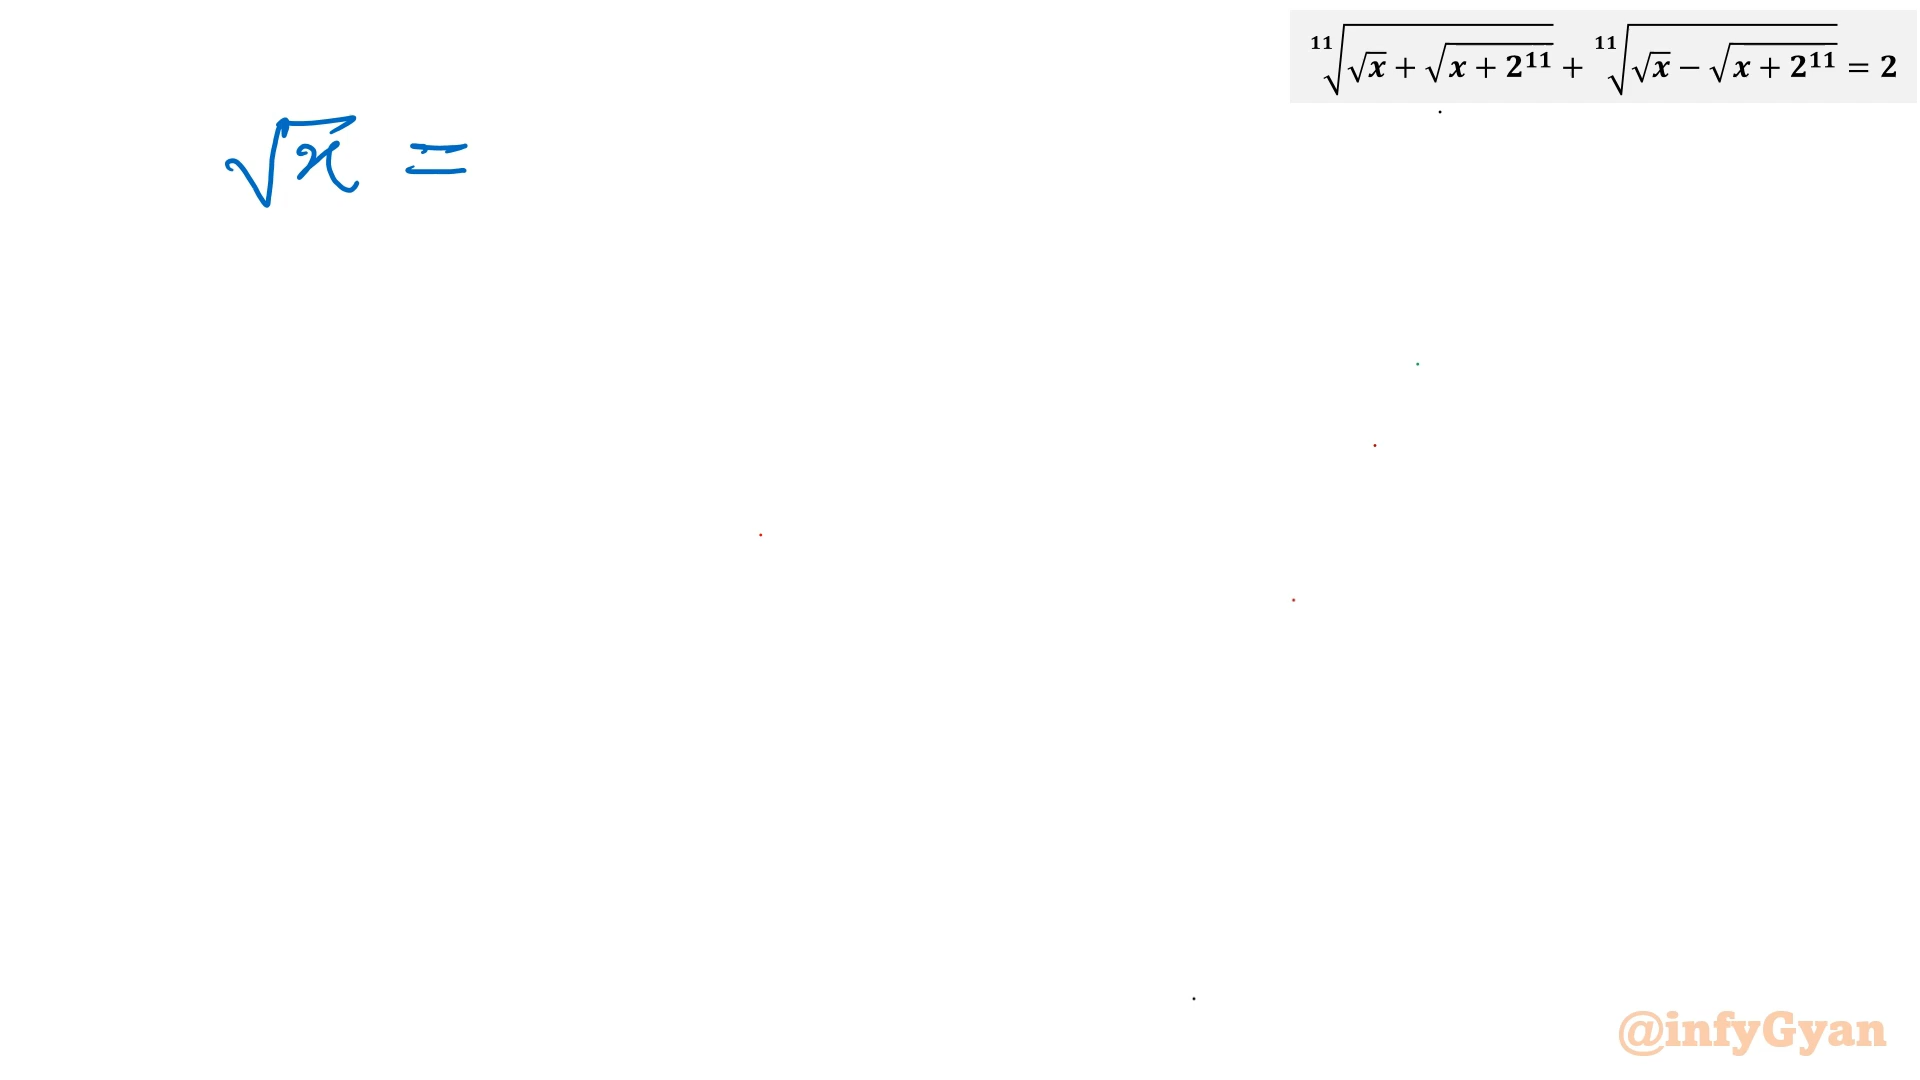 ¹¹√(√x + √(x + 2¹¹)) + ¹¹√(√x − √(x + 2¹¹)) = 2
√x =
@infyGyan